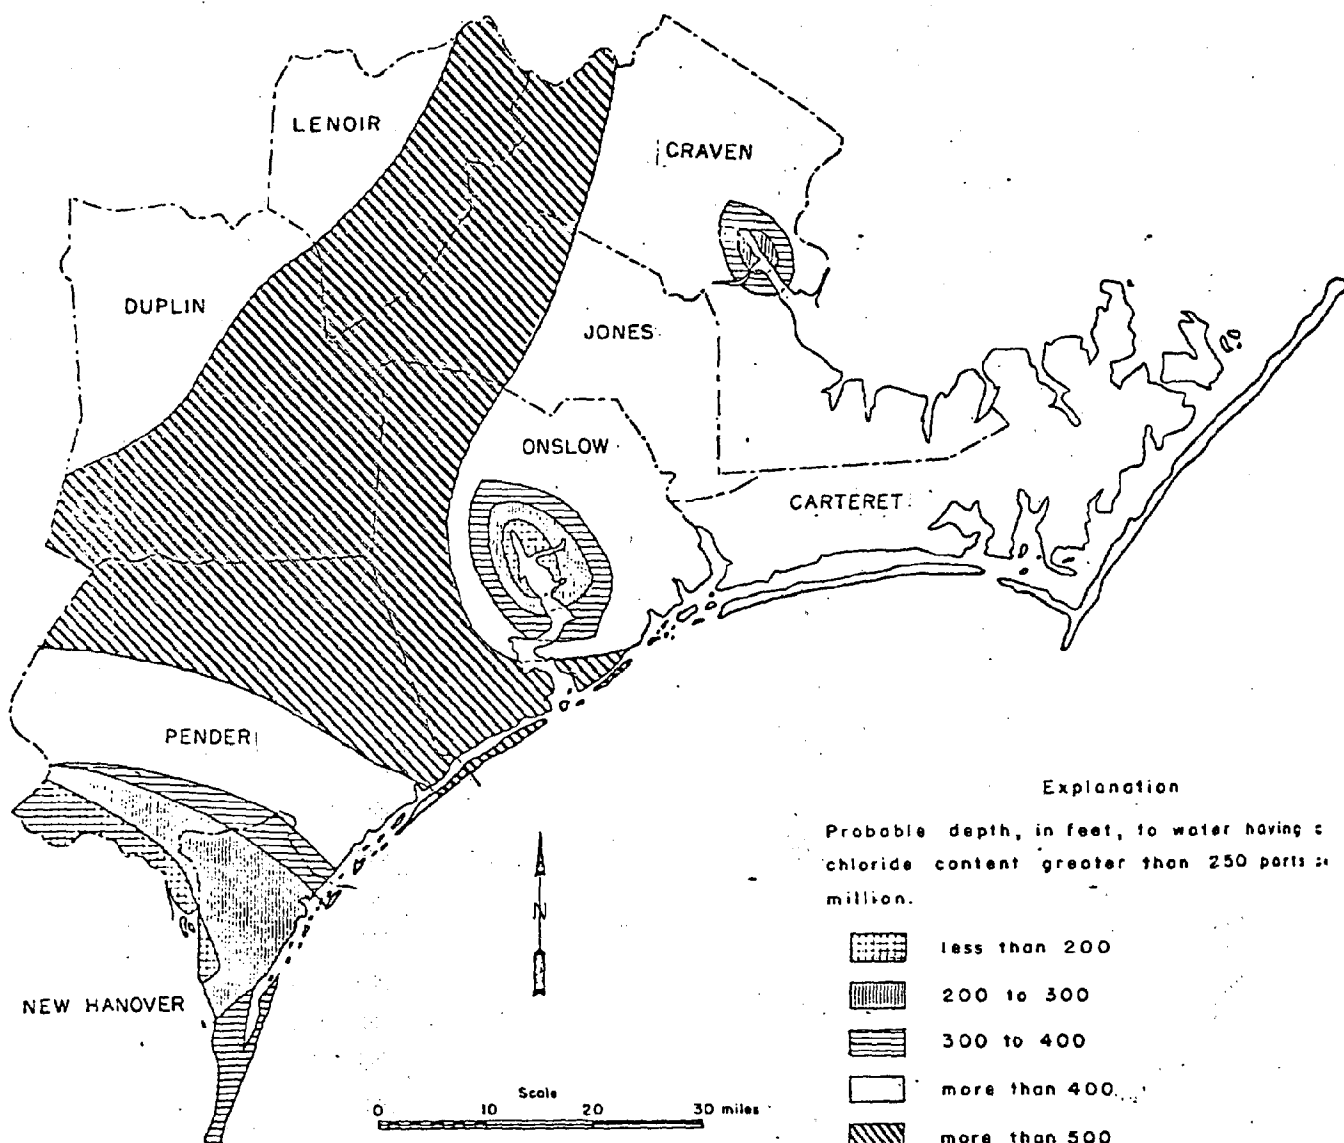 LENOIR
CRAVEN
DUPLIN
JONES
ONSLOW
CARTERET
PENDER
NEW HANOVER
N
Explanation
Probable depth, in feet, to water having
chloride content greater than 250 parts
million.
less than 200
200 to 300
300 to 400
more than 400
more than 500
Scale
0 10 20 30 miles